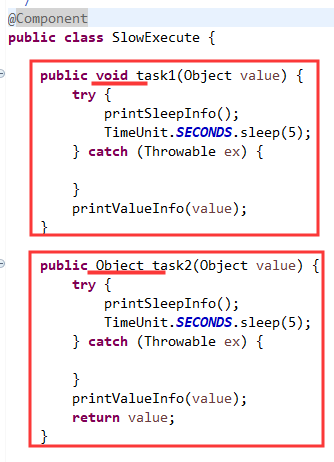 @Component
public class SlowExecute {
public void task1(Object value) {
try {
printSleepInfo();
TimeUnit.SECONDS.sleep(5);
} catch (Throwable ex) {
}
printValueInfo(value);
}
public Object task2(Object value) {
try {
printSleepInfo();
TimeUnit.SECONDS.sleep(5);
} catch (Throwable ex) {
}
printValueInfo(value);
return value;
}